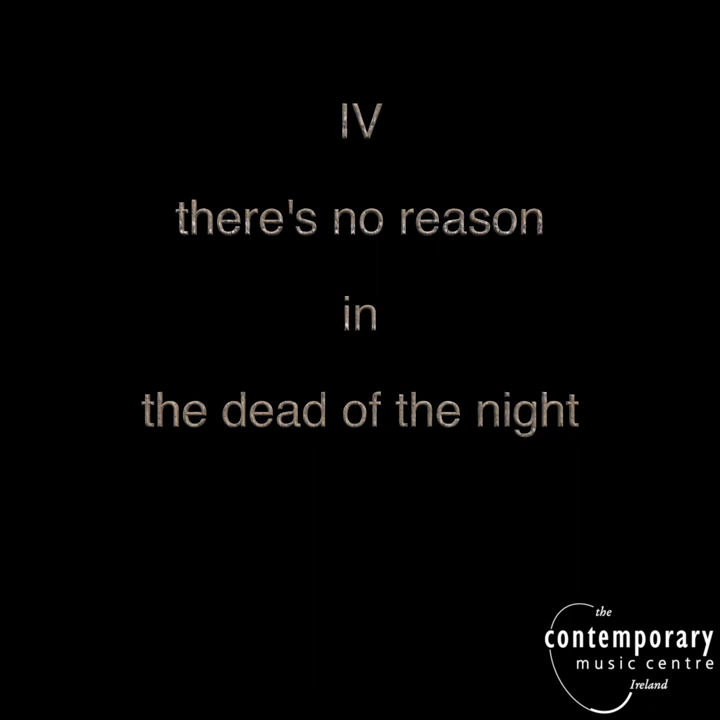 IV
there's no reason
in
the dead of the night
the
contemporary
music centre
Ireland